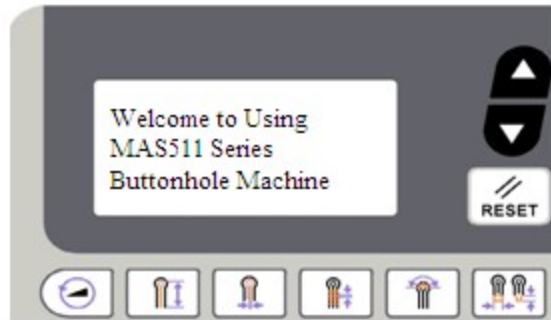 Welcome to Using
MAS511 Series
Buttonhole Machine
RESET